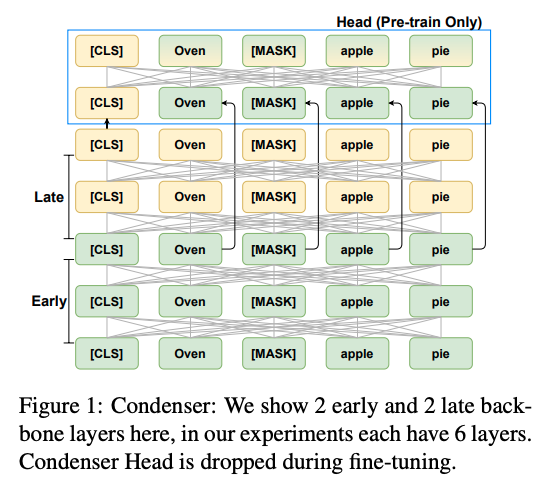 Head (Pre-train Only)
[CLS] Oven [MASK] apple pie
[CLS] Oven [MASK] apple pie
[CLS] Oven [MASK] apple pie
Late
[CLS] Oven [MASK] apple pie
[CLS] Oven [MASK] apple pie
Early
[CLS] Oven [MASK] apple pie
[CLS] Oven [MASK] apple pie
Figure 1: Condenser: We show 2 early and 2 late back-
bone layers here, in our experiments each have 6 layers.
Condenser Head is dropped during fine-tuning.